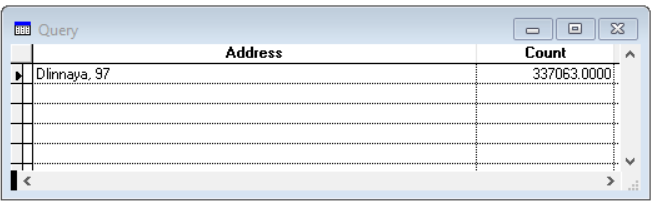 Query
Address Count
Dlinnaya, 97 337063.0000